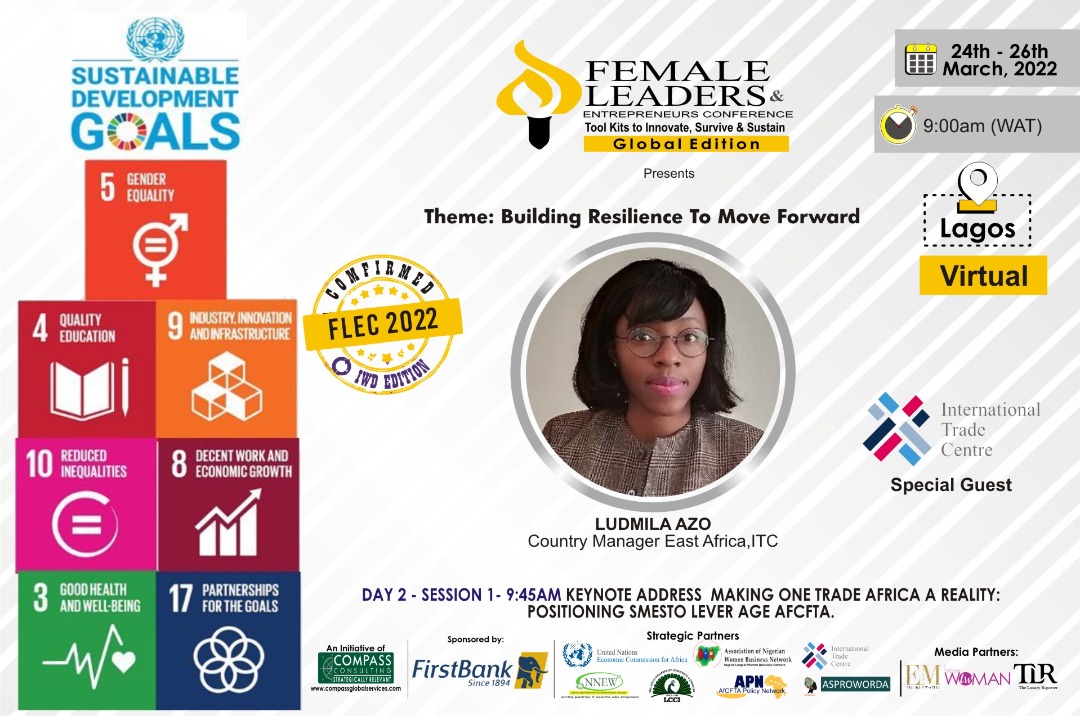 SUSTAINABLE
DEVELOPMENT
GOALS
5 GENDER
EQUALITY
4 QUALITY
EDUCATION
9 INDUSTRY, INNOVATION
AND INFRASTRUCTURE
10 REDUCED
INEQUALITIES
8 DECENT WORK AND
ECONOMIC GROWTH
3 GOOD HEALTH
AND WELL-BEING
17 PARTNERSHIPS
FOR THE GOALS
FEMALE
LEADERS &
ENTREPRENEURS CONFERENCE
Tool Kits to Innovate, Survive & Sustain
Global Edition
Presents
Theme: Building Resilience To Move Forward
24th - 26th
March, 2022
9:00am (WAT)
Lagos
Virtual
CONFIRMED
FLEC 2022
IWD EDITION
International
Trade
Centre
Special Guest
LUDMILA AZO
Country Manager East Africa,ITC
DAY 2 - SESSION 1- 9:45AM KEYNOTE ADDRESS MAKING ONE TRADE AFRICA A REALITY:
POSITIONING SMESTO LEVER AGE AFCFTA.
An Initiative of
COMPASS
CONSULTING
STRATEGICALLY RELEVANT
www.compassglobalservices.com
Sponsored by:
FirstBank
Since 1894
Strategic Partners
United Nations
Economic Commission for Africa
Association of Nigerian
Women Business Network
International
Trade
Centre
NNEW
LCCI
APN
AfCFTA Policy Network
ASPROWORDA
Media Partners:
EM
WOMAN
TLR
The Luxury Reporter